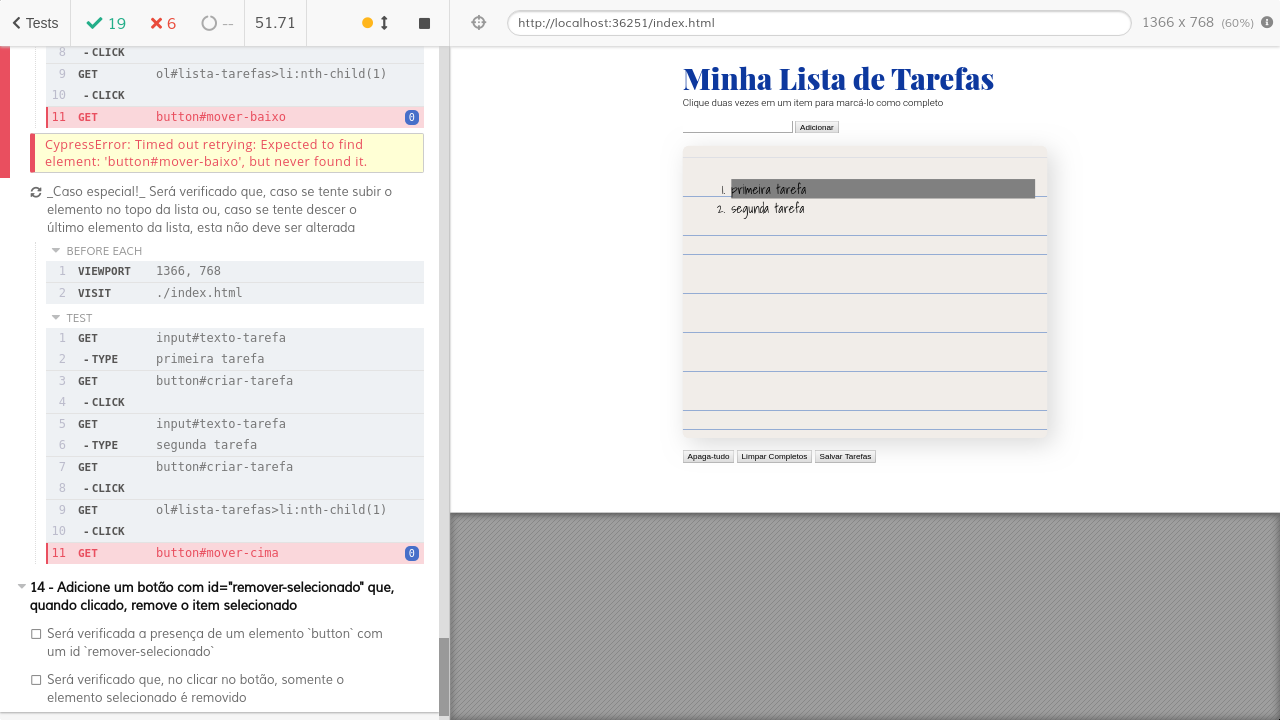 Tests 19 6 -- 51.71
http://localhost:36251/index.html 1366 x 768 (60%)
8 - CLICK
9 GET ol#lista-tarefas>li:nth-child(1)
10 - CLICK
11 GET button#mover-baixo 0
CypressError: Timed out retrying: Expected to find
element: 'button#mover-baixo', but never found it.
_Caso especial!_ Será verificado que, caso se tente subir o
elemento no topo da lista ou, caso se tente descer o
último elemento da lista, esta não deve ser alterada
BEFORE EACH
1 VIEWPORT 1366, 768
2 VISIT ./index.html
TEST
1 GET input#texto-tarefa
2 - TYPE primeira tarefa
3 GET button#criar-tarefa
4 - CLICK
5 GET input#texto-tarefa
6 - TYPE segunda tarefa
7 GET button#criar-tarefa
8 - CLICK
9 GET ol#lista-tarefas>li:nth-child(1)
10 - CLICK
11 GET button#mover-cima 0
14 - Adicione um botão com id="remover-selecionado" que,
quando clicado, remove o item selecionado
Será verificada a presença de um elemento `button` com
um id `remover-selecionado`
Será verificado que, no clicar no botão, somente o
elemento selecionado é removido
Minha Lista de Tarefas
Clique duas vezes em um item para marcá-lo como completo
Adicionar
1. primeira tarefa
2. segunda tarefa
Apaga-tudo Limpar Completos Salvar Tarefas